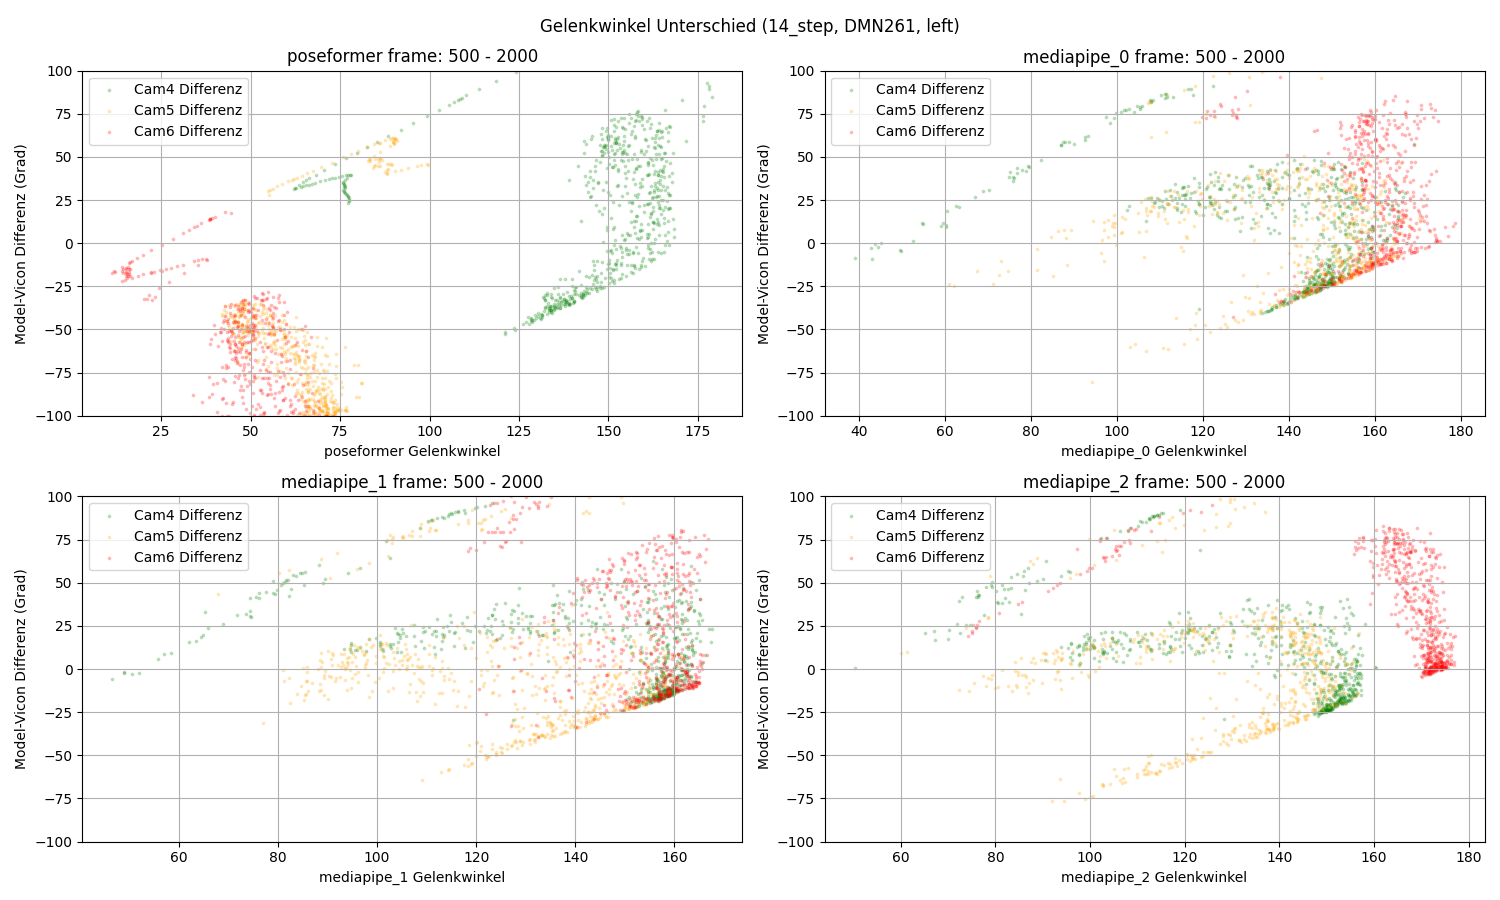 Gelenkwinkel Unterschied (14_step, DMN261, left)
poseformer frame: 500 - 2000
100
75
50
25
0
−25
−50
−75
−100
Model-Vicon Differenz (Grad)
Cam4 Differenz
Cam5 Differenz
Cam6 Differenz
25 50 75 100 125 150 175
poseformer Gelenkwinkel
mediapipe_0 frame: 500 - 2000
100
75
50
25
0
−25
−50
−75
−100
Model-Vicon Differenz (Grad)
Cam4 Differenz
Cam5 Differenz
Cam6 Differenz
40 60 80 100 120 140 160 180
mediapipe_0 Gelenkwinkel
mediapipe_1 frame: 500 - 2000
100
75
50
25
0
−25
−50
−75
−100
Model-Vicon Differenz (Grad)
Cam4 Differenz
Cam5 Differenz
Cam6 Differenz
60 80 100 120 140 160
mediapipe_1 Gelenkwinkel
mediapipe_2 frame: 500 - 2000
100
75
50
25
0
−25
−50
−75
−100
Model-Vicon Differenz (Grad)
Cam4 Differenz
Cam5 Differenz
Cam6 Differenz
60 80 100 120 140 160 180
mediapipe_2 Gelenkwinkel